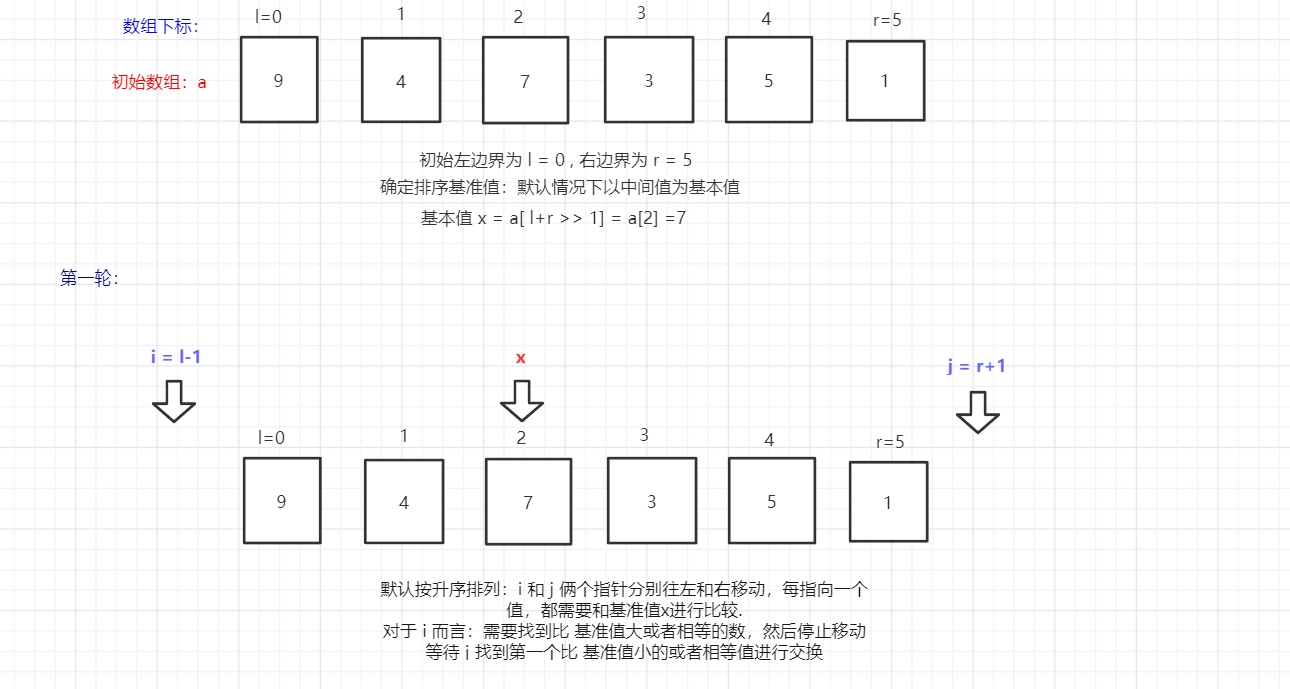 数组下标：
l=0 1 2 3 4 r=5
初始数组：a
9 4 7 3 5 1
初始左边界为 l = 0 , 右边界为 r = 5
确定排序基准值：默认情况下以中间值为基本值
基本值 x = a[ l+r >> 1] = a[2] =7
第一轮：
i = l-1 x j = r+1
l=0 1 2 3 4 r=5
9 4 7 3 5 1
默认按升序排列：i 和 j 俩个指针分别往左和右移动，每指向一个
值，都需要和基准值x进行比较.
对于 i 而言：需要找到比 基准值大或者相等的数，然后停止移动
等待 j 找到第一个比 基准值小的或者相等值进行交换